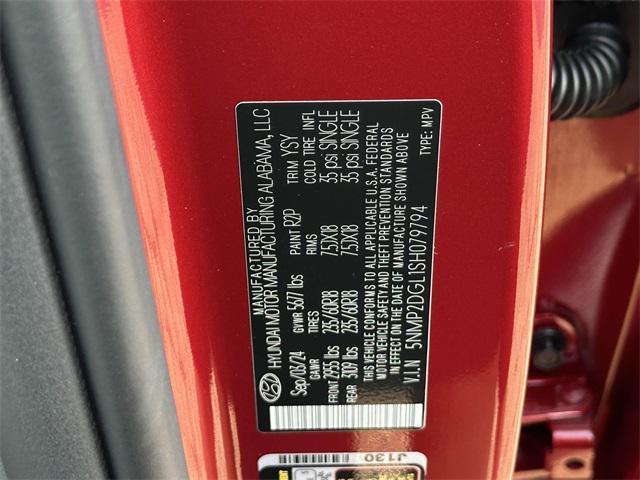 MANUFACTURED BY
HYUNDAI MOTOR MANUFACTURING ALABAMA, LLC
Sep/03/24 GVWR 5677 lbs PAINT R2P TRIM YSY
GAWR TIRES RIMS COLD TIRE INFL
FRONT 2955 lbs 235/60R18 7.5JX18 35 psi SINGLE
REAR 3109 lbs 235/60R18 7.5JX18 35 psi SINGLE
THIS VEHICLE CONFORMS TO ALL APPLICABLE U.S.A. FEDERAL
MOTOR VEHICLE SAFETY AND THEFT PREVENTION STANDARDS
IN EFFECT ON THE DATE OF MANUFACTURE SHOWN ABOVE
V.I.N 5NMP2DGL1SH079794 TYPE: MPV
J130